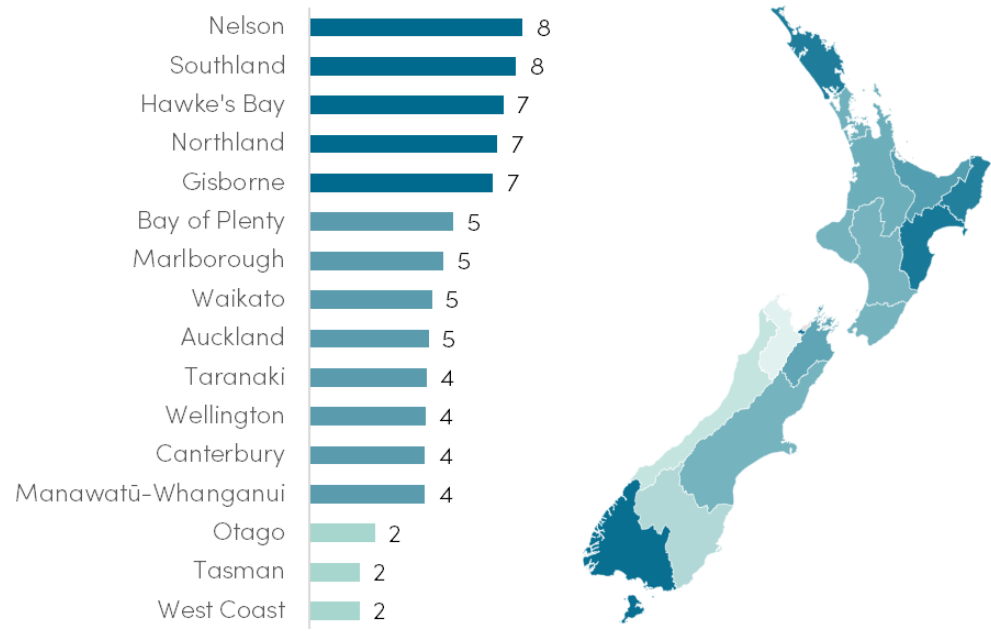 Nelson 8
Southland 8
Hawke's Bay 7
Northland 7
Gisborne 7
Bay of Plenty 5
Marlborough 5
Waikato 5
Auckland 5
Taranaki 4
Wellington 4
Canterbury 4
Manawatū-Whanganui 4
Otago 2
Tasman 2
West Coast 2